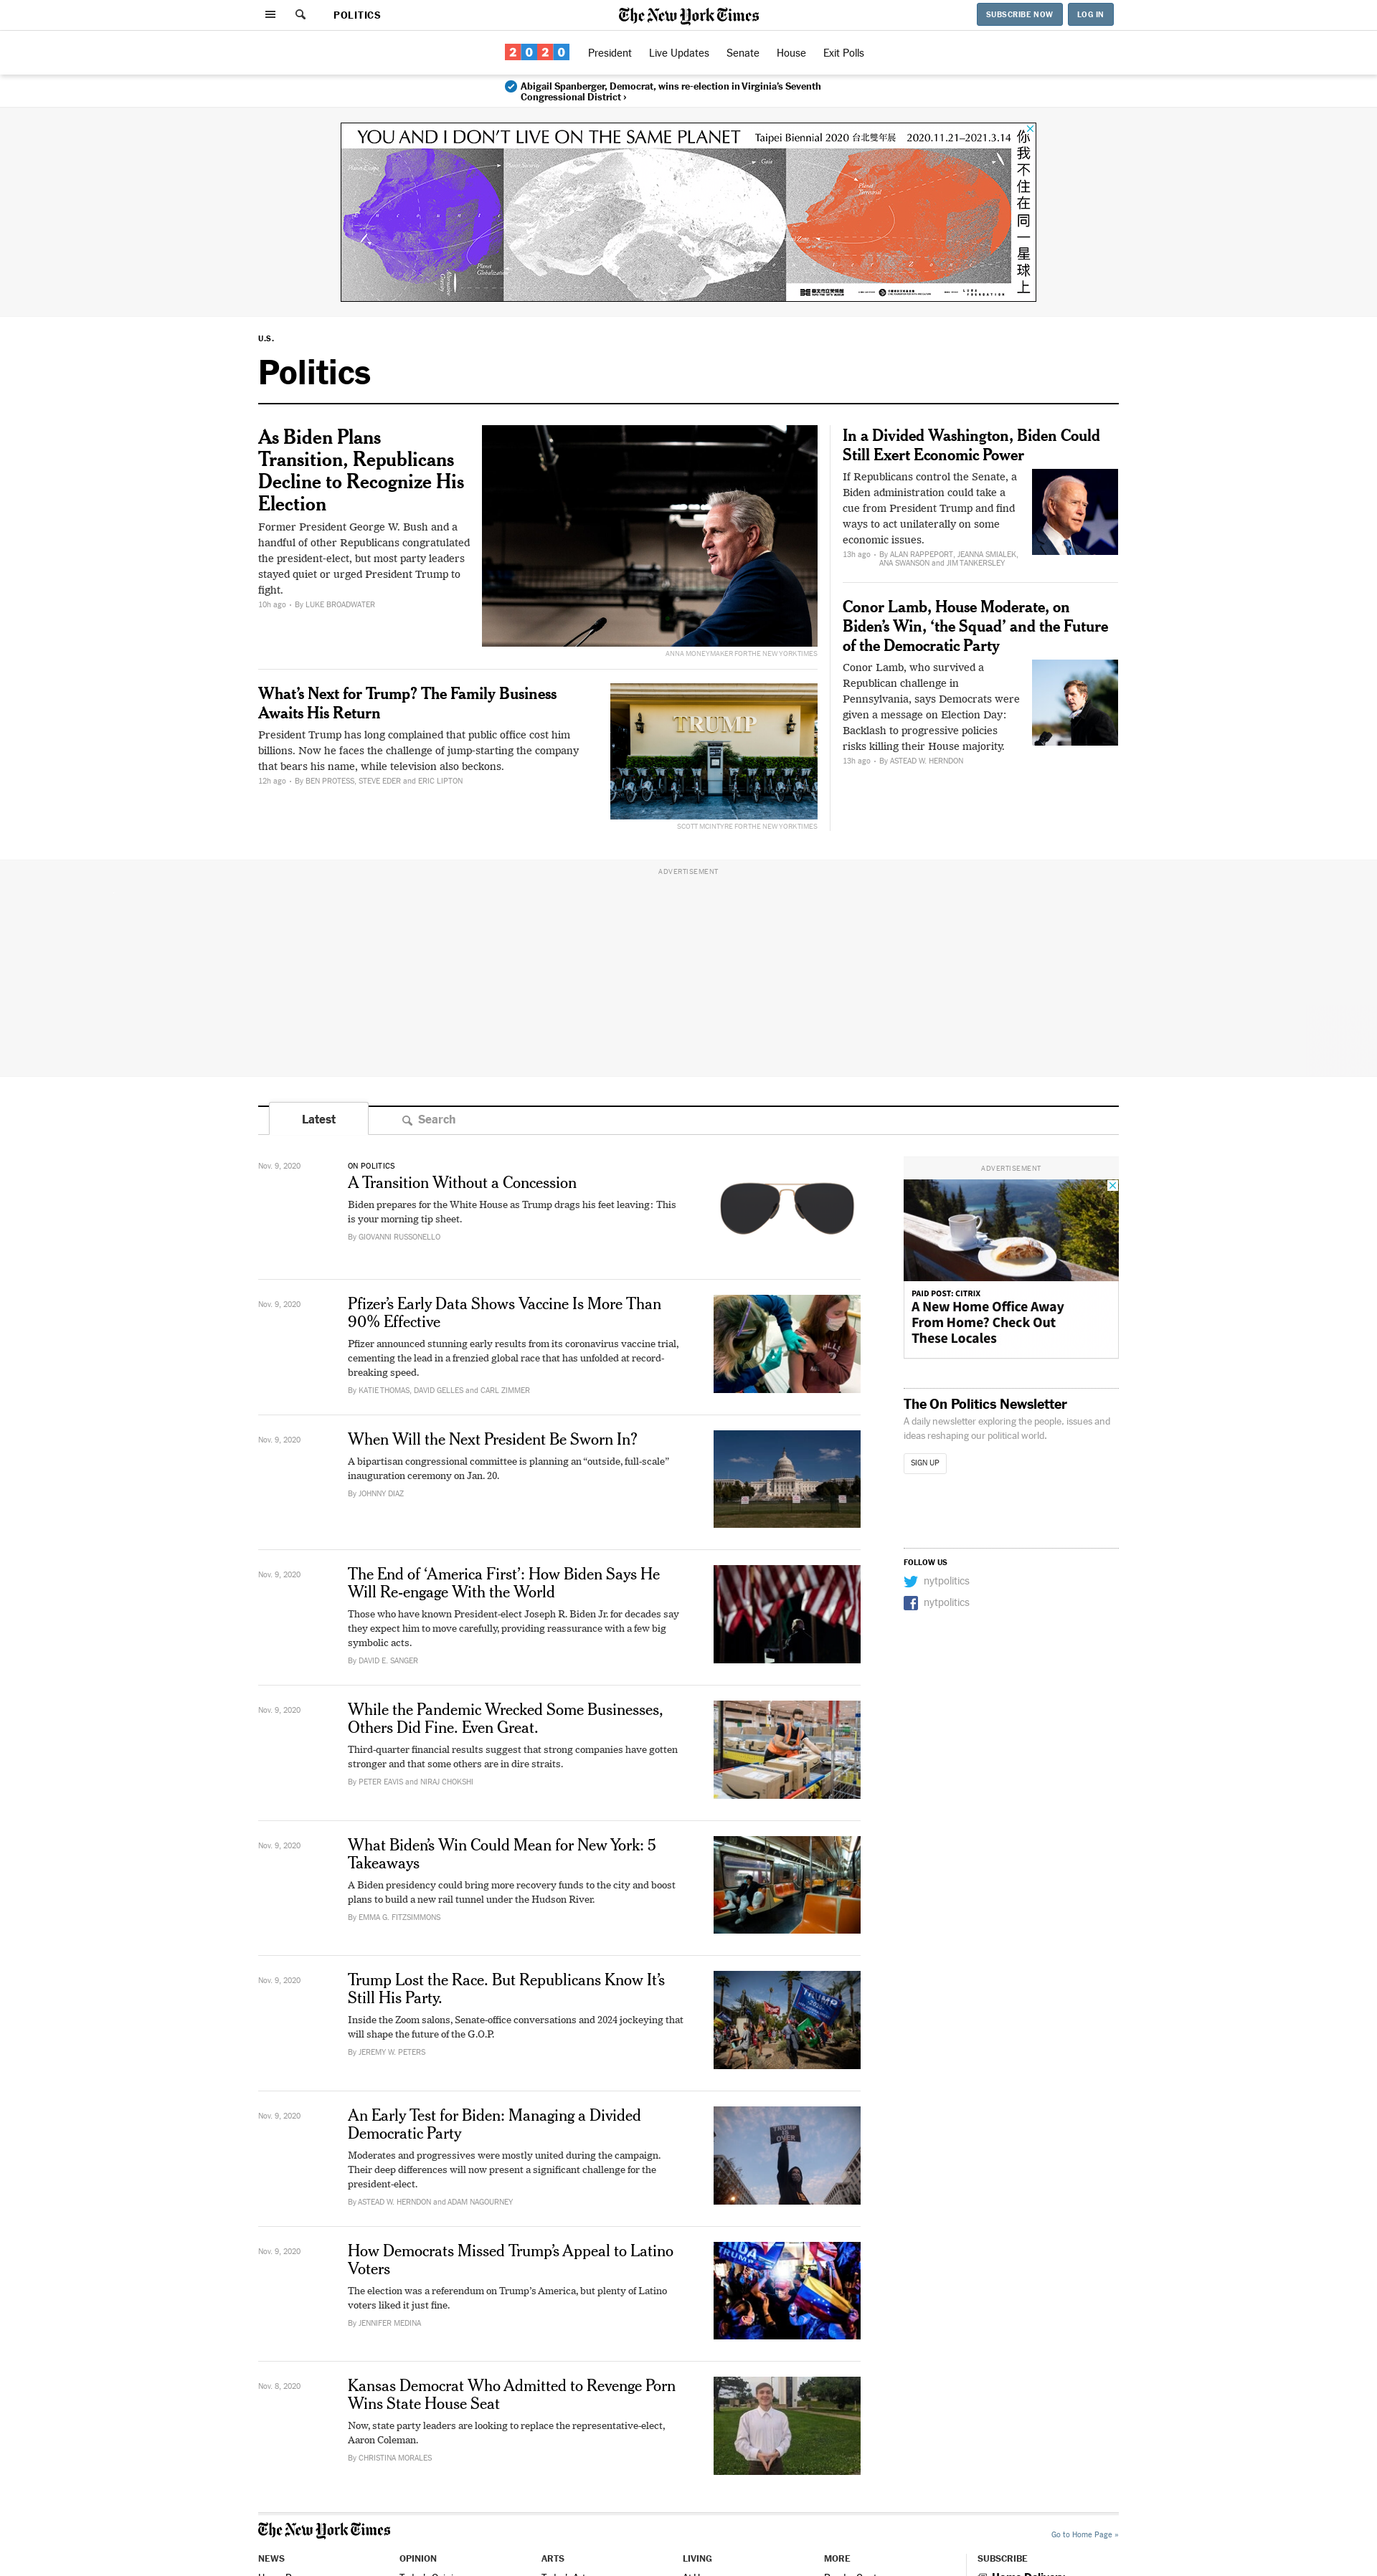 POLITICS
The New York Times
SUBSCRIBE NOW
LOG IN
2020
President
Live Updates
Senate
House
Exit Polls
Abigail Spanberger, Democrat, wins re-election in Virginia's Seventh
Congressional District ›
YOU AND I DON'T LIVE ON THE SAME PLANET
Taipei Biennial 2020 台北雙年展
2020.11.21–2021.3.14
你我不住在同一星球上
Gaia
Planet
Terminal
Planet
Globalization
U.S.
Politics
As Biden Plans
Transition, Republicans
Decline to Recognize His
Election
Former President George W. Bush and a
handful of other Republicans congratulated
the president-elect, but most party leaders
stayed quiet or urged President Trump to
fight.
10h ago • By LUKE BROADWATER
ANNA MONEYMAKER FOR THE NEW YORK TIMES
What's Next for Trump? The Family Business
Awaits His Return
President Trump has long complained that public office cost him
billions. Now he faces the challenge of jump-starting the company
that bears his name, while television also beckons.
12h ago • By BEN PROTESS, STEVE EDER and ERIC LIPTON
TRUMP
SCOTT MCINTYRE FOR THE NEW YORK TIMES
In a Divided Washington, Biden Could
Still Exert Economic Power
If Republicans control the Senate, a
Biden administration could take a
cue from President Trump and find
ways to act unilaterally on some
economic issues.
13h ago • By ALAN RAPPEPORT, JEANNA SMIALEK,
ANA SWANSON and JIM TANKERSLEY
Conor Lamb, House Moderate, on
Biden's Win, 'the Squad' and the Future
of the Democratic Party
Conor Lamb, who survived a
Republican challenge in
Pennsylvania, says Democrats were
given a message on Election Day:
Backlash to progressive policies
risks killing their House majority.
13h ago • By ASTEAD W. HERNDON
ADVERTISEMENT
Latest
Search
Nov. 9, 2020
ON POLITICS
A Transition Without a Concession
Biden prepares for the White House as Trump drags his feet leaving: This
is your morning tip sheet.
By GIOVANNI RUSSONELLO
Nov. 9, 2020
Pfizer's Early Data Shows Vaccine Is More Than
90% Effective
Pfizer announced stunning early results from its coronavirus vaccine trial,
cementing the lead in a frenzied global race that has unfolded at record-
breaking speed.
By KATIE THOMAS, DAVID GELLES and CARL ZIMMER
Nov. 9, 2020
When Will the Next President Be Sworn In?
A bipartisan congressional committee is planning an “outside, full-scale”
inauguration ceremony on Jan. 20.
By JOHNNY DIAZ
Nov. 9, 2020
The End of 'America First': How Biden Says He
Will Re-engage With the World
Those who have known President-elect Joseph R. Biden Jr. for decades say
they expect him to move carefully, providing reassurance with a few big
symbolic acts.
By DAVID E. SANGER
Nov. 9, 2020
While the Pandemic Wrecked Some Businesses,
Others Did Fine. Even Great.
Third-quarter financial results suggest that strong companies have gotten
stronger and that some others are in dire straits.
By PETER EAVIS and NIRAJ CHOKSHI
Nov. 9, 2020
What Biden's Win Could Mean for New York: 5
Takeaways
A Biden presidency could bring more recovery funds to the city and boost
plans to build a new rail tunnel under the Hudson River.
By EMMA G. FITZSIMMONS
Nov. 9, 2020
Trump Lost the Race. But Republicans Know It's
Still His Party.
Inside the Zoom salons, Senate-office conversations and 2024 jockeying that
will shape the future of the G.O.P.
By JEREMY W. PETERS
TRUMP
Nov. 9, 2020
An Early Test for Biden: Managing a Divided
Democratic Party
Moderates and progressives were mostly united during the campaign.
Their deep differences will now present a significant challenge for the
president-elect.
By ASTEAD W. HERNDON and ADAM NAGOURNEY
TRUMP
IS
OVER
Nov. 9, 2020
How Democrats Missed Trump's Appeal to Latino
Voters
The election was a referendum on Trump's America, but plenty of Latino
voters liked it just fine.
By JENNIFER MEDINA
Nov. 8, 2020
Kansas Democrat Who Admitted to Revenge Porn
Wins State House Seat
Now, state party leaders are looking to replace the representative-elect,
Aaron Coleman.
By CHRISTINA MORALES
ADVERTISEMENT
PAID POST: CITRIX
A New Home Office Away
From Home? Check Out
These Locales
The On Politics Newsletter
A daily newsletter exploring the people, issues and
ideas reshaping our political world.
SIGN UP
FOLLOW US
nytpolitics
nytpolitics
The New York Times
Go to Home Page »
NEWS
OPINION
ARTS
LIVING
MORE
SUBSCRIBE